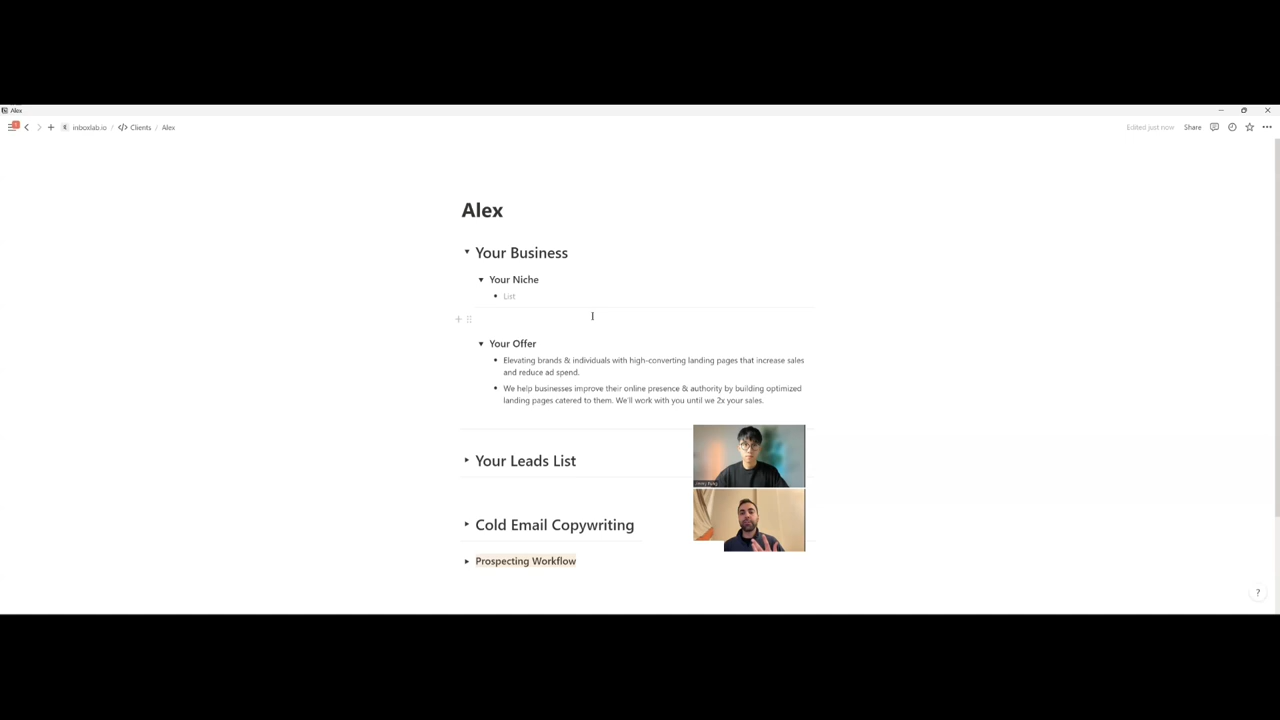 Alex
inboxlab.io / Clients / Alex
Edited just now Share
Alex
Your Business
Your Niche
List
Your Offer
Elevating brands & individuals with high-converting landing pages that increase sales
and reduce ad spend.
We help businesses improve their online presence & authority by building optimized
landing pages catered to them. We'll work with you until we 2x your sales.
Your Leads List
Cold Email Copywriting
Prospecting Workflow
?